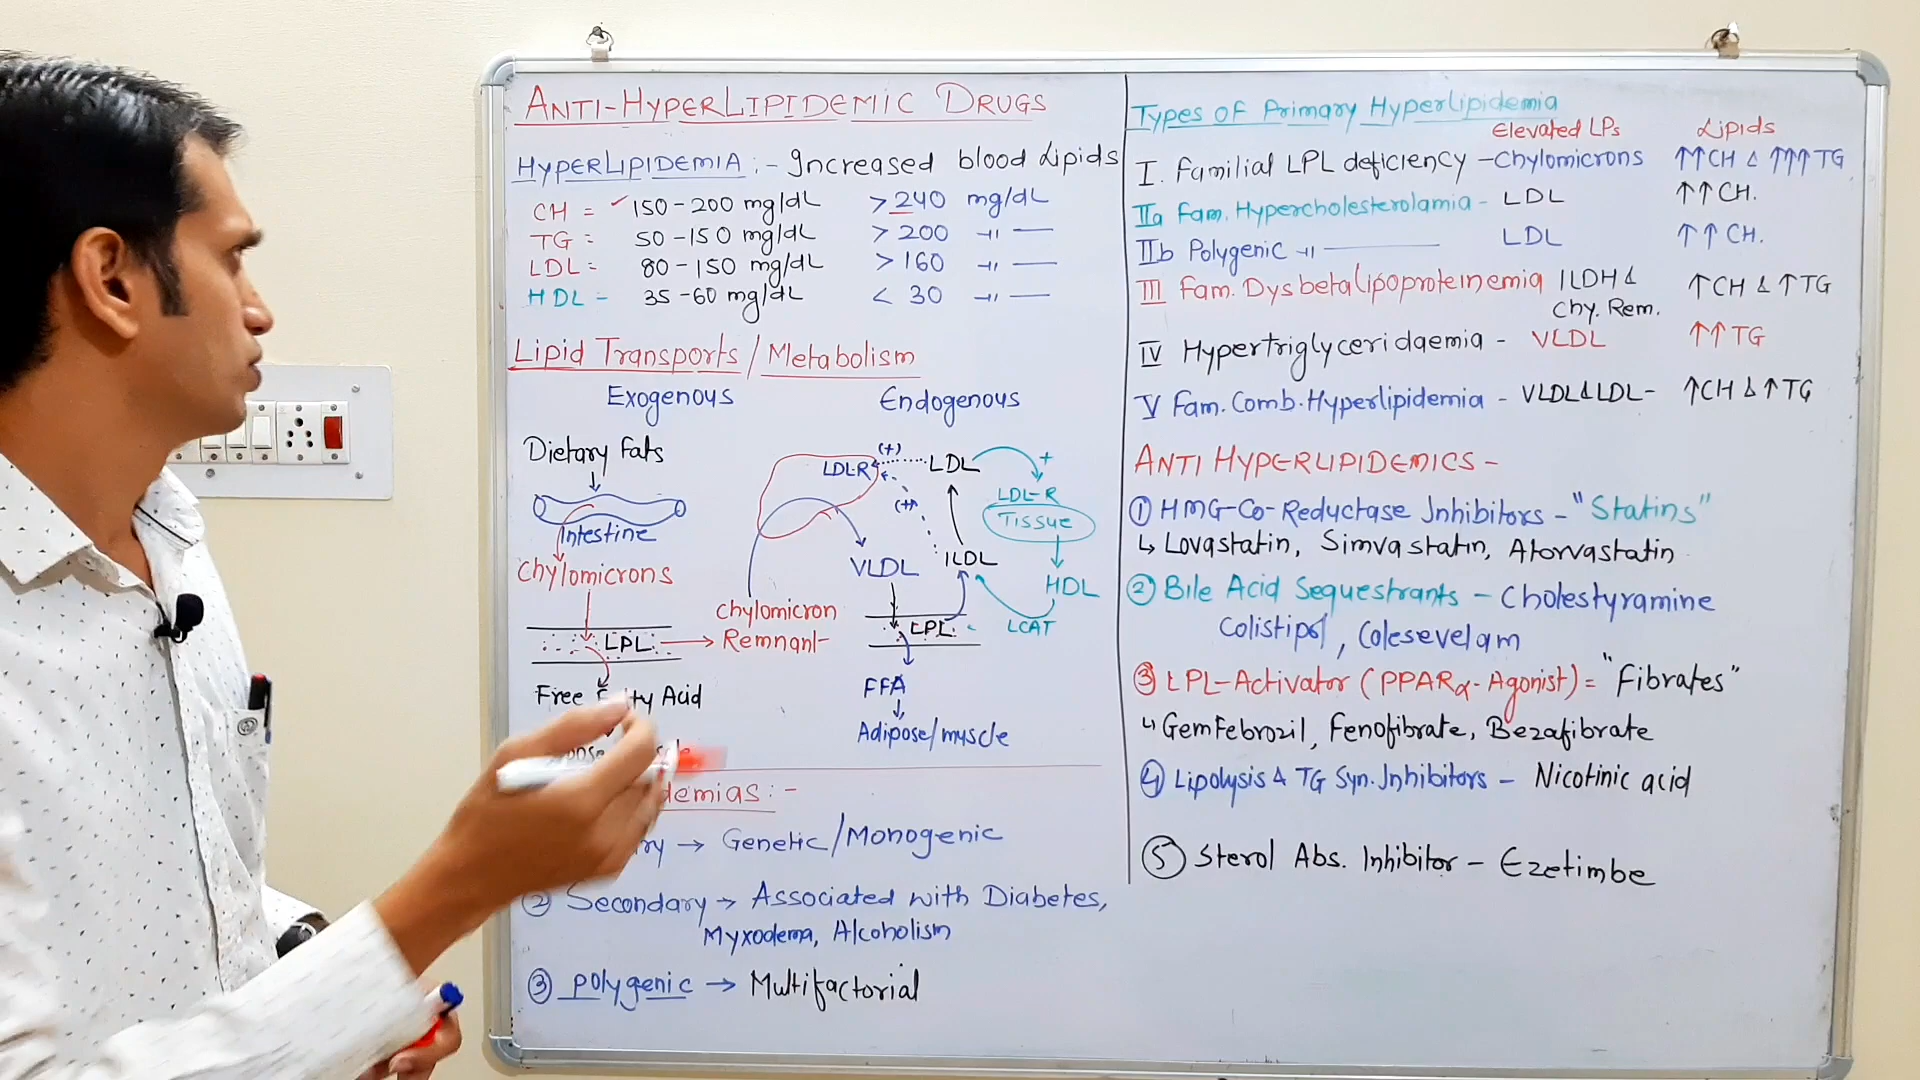 ANTI-HYPERLIPIDEMIC DRUGS
HYPERLIPIDEMIA :- Increased blood Lipids
CH = 150-200 mg/dL >240 mg/dL
TG = 50-150 mg/dL >200 -11-
LDL= 80-150 mg/dL >160 -11-
HDL = 35-60 mg/dL <30 -11-
Lipid Transports/Metabolism
Exogenous
Dietary Fats
Intestine
Chylomicrons
LPL
Chylomicron
Remnant
Free Acid
Endogenous
LDL-R (+) LDL +
(+)
LDL-R
Tissue
VLDL ILDL
HDL
LCAT
LPL
FFA
Adipose/muscle
demias:-
→ Genetic/Monogenic
② Secondary → Associated with Diabetes,
Myxodema, Alcoholism
③ Polygenic → Multifactorial
Types of Primary Hyperlipidemia
Elevated LPs Lipids
I. Familial LPL deficiency - Chylomicrons ↑↑CH & ↑↑↑TG
IIa Fam. Hypercholesterolamia - LDL ↑↑CH.
IIb Polygenic -11- LDL ↑↑CH.
III Fam. Dysbetalipoproteinemia ILDH & ↑CH & ↑TG
Chy. Rem.
IV Hypertriglyceridaemia - VLDL ↑↑TG
V Fam. Comb. Hyperlipidemia - VLDL&LDL- ↑CH & ↑TG
ANTI HYPERLIPIDEMICS -
① HMG-Co-Reductase Inhibitors - "Statins"
↳ Lovastatin, Simvastatin, Atorvastatin
② Bile Acid Sequestrants - Cholestyramine
Colistipol, Colesevelam
③ LPL-Activator (PPARα-Agonist) = "Fibrates"
↳ Gemfebrozil, Fenofibrate, Bezafibrate
④ Lipolysis & TG Syn. Inhibitors - Nicotinic acid
⑤ Sterol Abs. Inhibitor - Ezetimbe